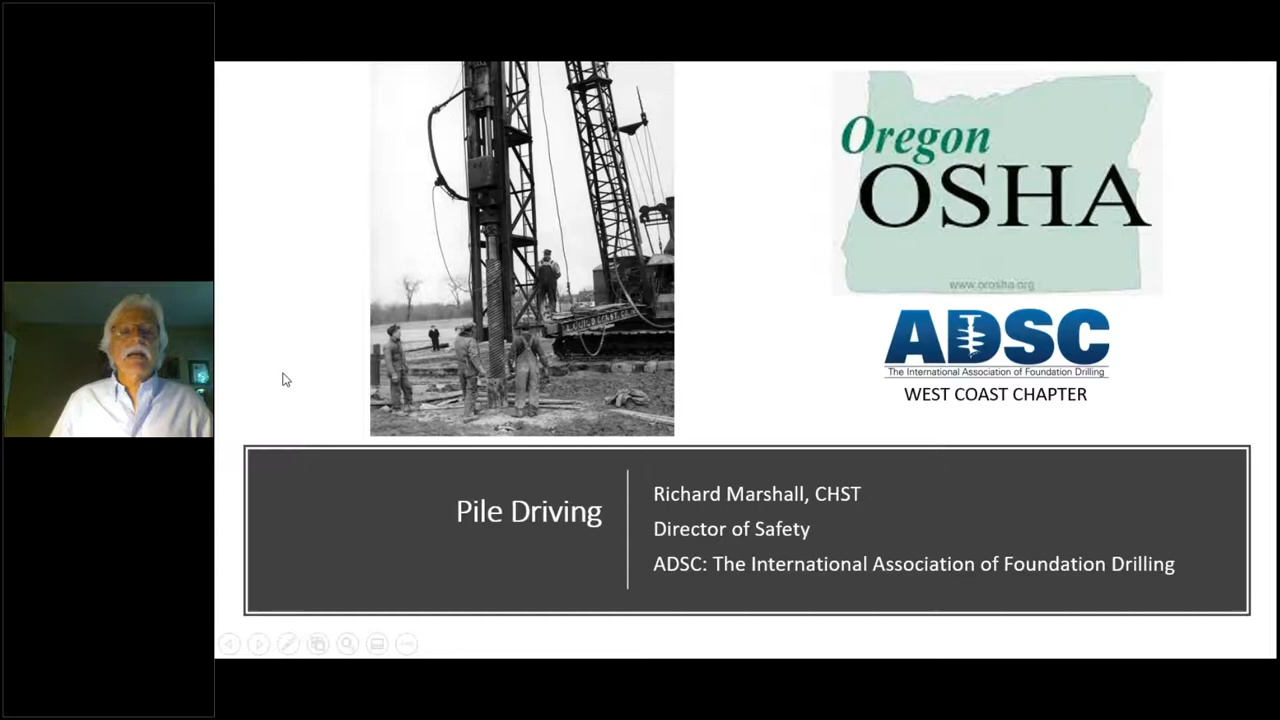 Oregon
OSHA
www.orosha.org
ADSC
The International Association of Foundation Drilling
WEST COAST CHAPTER
Pile Driving
Richard Marshall, CHST
Director of Safety
ADSC: The International Association of Foundation Drilling